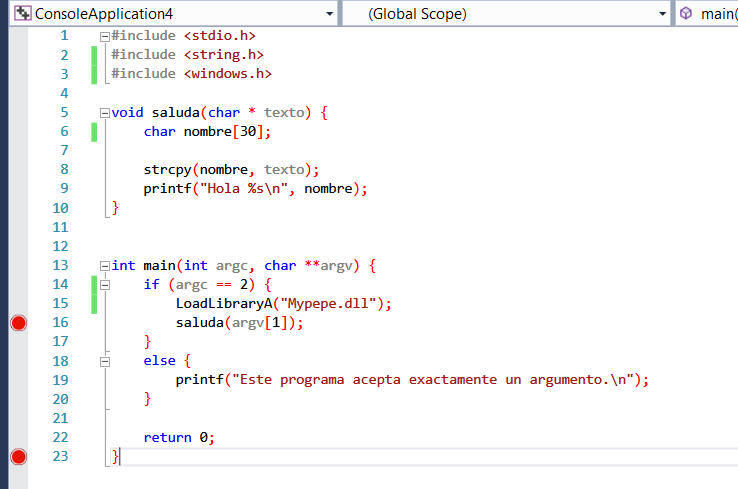 ConsoleApplication4 (Global Scope) main(
1 #include <stdio.h>
2 #include <string.h>
3 #include <windows.h>
4
5 void saluda(char * texto) {
6 char nombre[30];
7
8 strcpy(nombre, texto);
9 printf("Hola %s\n", nombre);
10 }
11
12
13 int main(int argc, char **argv) {
14 if (argc == 2) {
15 LoadLibraryA("Mypepe.dll");
16 saluda(argv[1]);
17 }
18 else {
19 printf("Este programa acepta exactamente un argumento.\n");
20 }
21
22 return 0;
23 }